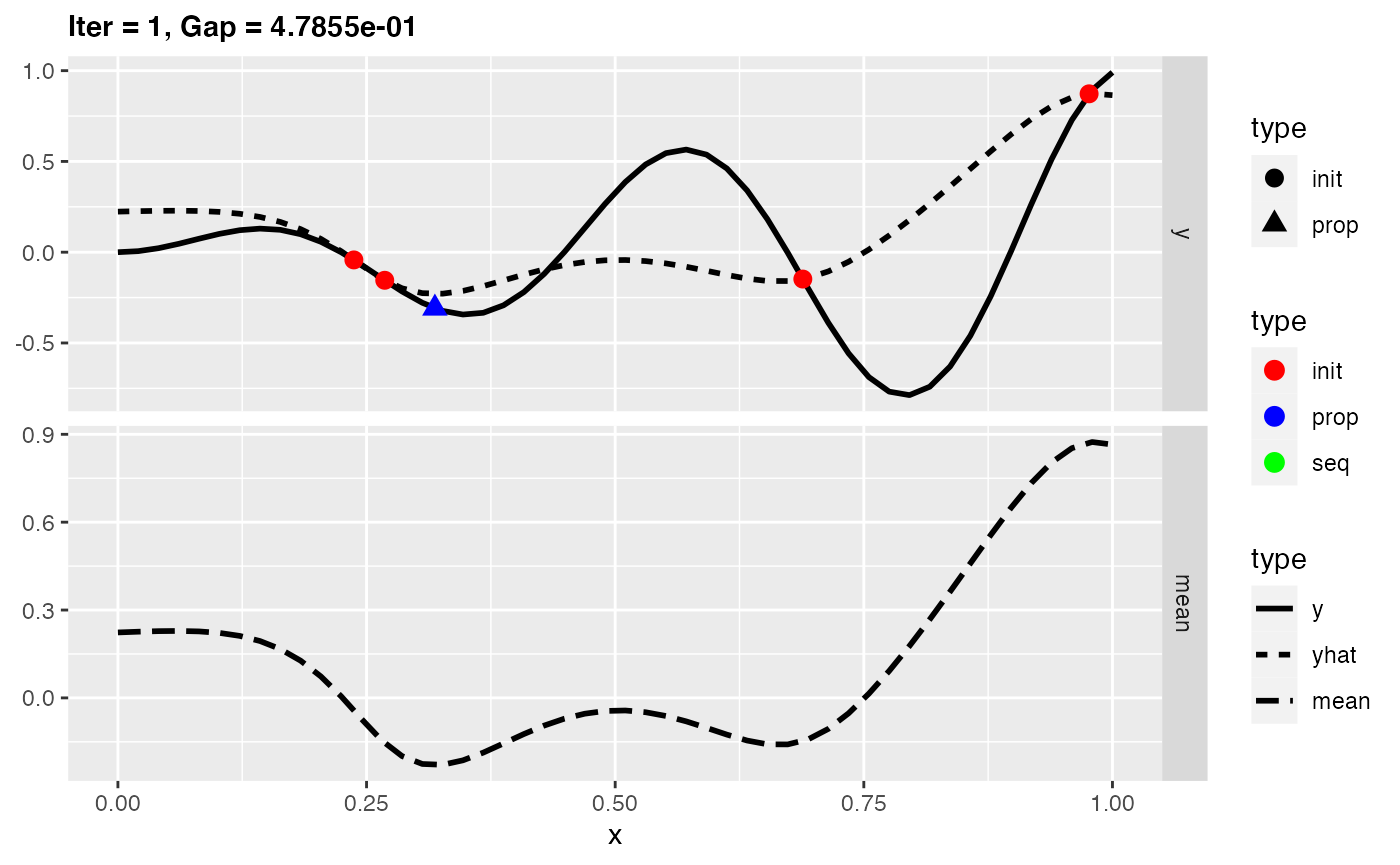 Iter = 1, Gap = 4.7855e-01
1.0
0.5
0.0
-0.5
y
0.9
0.6
0.3
0.0
mean
0.00
0.25
0.50
0.75
1.00
x
type
init
prop
type
init
prop
seq
type
y
yhat
mean